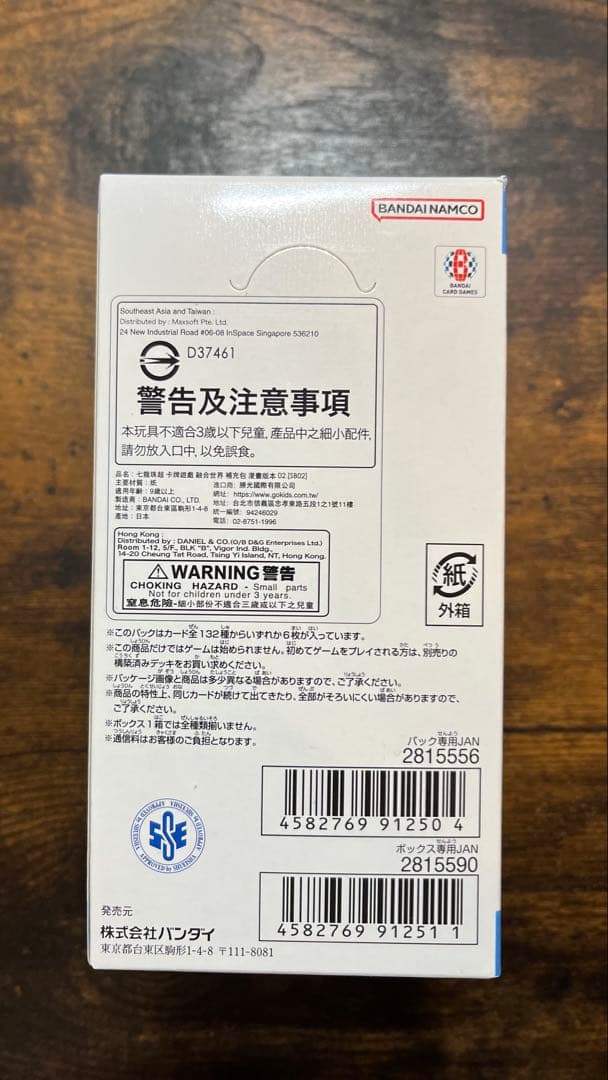 BANDAI NAMCO
BANDAI
CARD GAMES
Southeast Asia and Taiwan :
Distributed by : Maxsoft Pte. Ltd.
24 New Industrial Road #06-08 InSpace Singapore 536210
D37461
警告及注意事項
本玩具不適合3歲以下兒童, 產品中之細小配件,
請勿放入口中, 以免誤食。
品名：七龍珠超 卡牌遊戲 融合世界 補充包 漫畫版本 02 [SB02]
主要材質：紙 進口商：勝光國際有限公司
適用年齡：9歲以上 網址：https://www.gokids.com.tw/
製造商：BANDAI CO., LTD. 地址：台北市信義區忠孝東路五段1之1號11樓
地址：東京都台東區駒形1-4-8 統一編號：94246029
產地：日本 電話：02-8751-1996
Hong Kong :
Distributed by : DANIEL & CO.(O/B D&G Enterprises Ltd.)
Room 1-12, 5/F., BLK "B", Vigor Ind. Bldg.,
14-20 Cheung Tat Road, Tsing Yi Island, NT, Hong Kong.
WARNING 警告
CHOKING HAZARD - Small parts
Not for children under 3 years.
窒息危險-細小部份不適合三歲或以下之兒童
紙
外箱
※このパックはカード全132種からいずれか6枚が入っています。
※この商品だけではゲームは始められません。初めてゲームをプレイされる方は、別売りの
構築済みデッキをお買い求めください。
※パッケージ画像と商品は多少異なる場合がありますので、ご了承ください。
※商品の特性上、同じカードが続けて出てきたり、全部がそろいにくい場合がありますので、
ご了承ください。
※ボックス1箱では全種類揃いません。
※通信料はお客様のご負担となります。
パック専用JAN
2815556
4582769 91250 4
ボックス専用JAN
2815590
4582769 91251 1
SSE
APPROVED by SHUEISHA
発売元
株式会社バンダイ
東京都台東区駒形1-4-8 〒111-8081